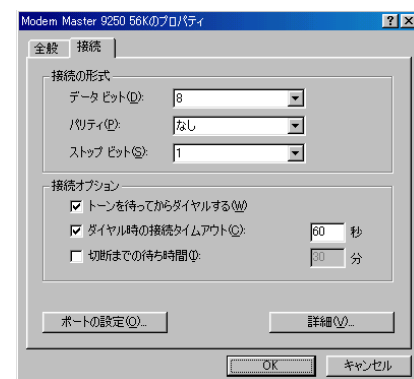 Modem Master 9250 56Kのプロパティ
全般 接続
接続の形式
データ ビット(D): 8
パリティ(P): なし
ストップ ビット(S): 1
接続オプション
トーンを待ってからダイヤルする(W)
ダイヤル時の接続タイムアウト(C): 60 秒
切断までの待ち時間(I): 30 分
ポートの設定(O)... 詳細(V)...
OK キャンセル